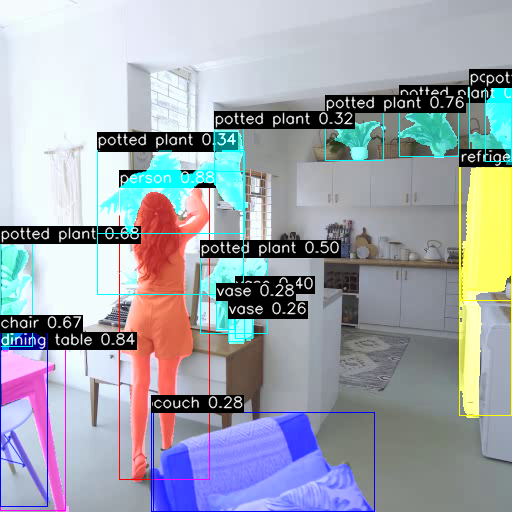 potted plant 0.76
potted plant 0.32
potted plant 0.34
person 0.88
potted plant 0.68
potted plant 0.50
vase 0.28
vase 0.26
chair 0.67
dining table 0.84
couch 0.28